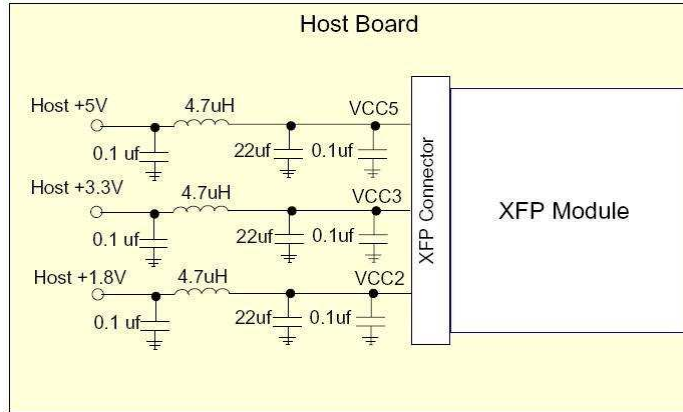 Host Board
Host +5V
4.7uH
VCC5
0.1 uf
22uf
0.1uf
Host +3.3V
4.7uH
VCC3
0.1 uf
22uf
0.1uf
Host +1.8V
4.7uH
VCC2
0.1 uf
22uf
0.1uf
XFP Connector
XFP Module